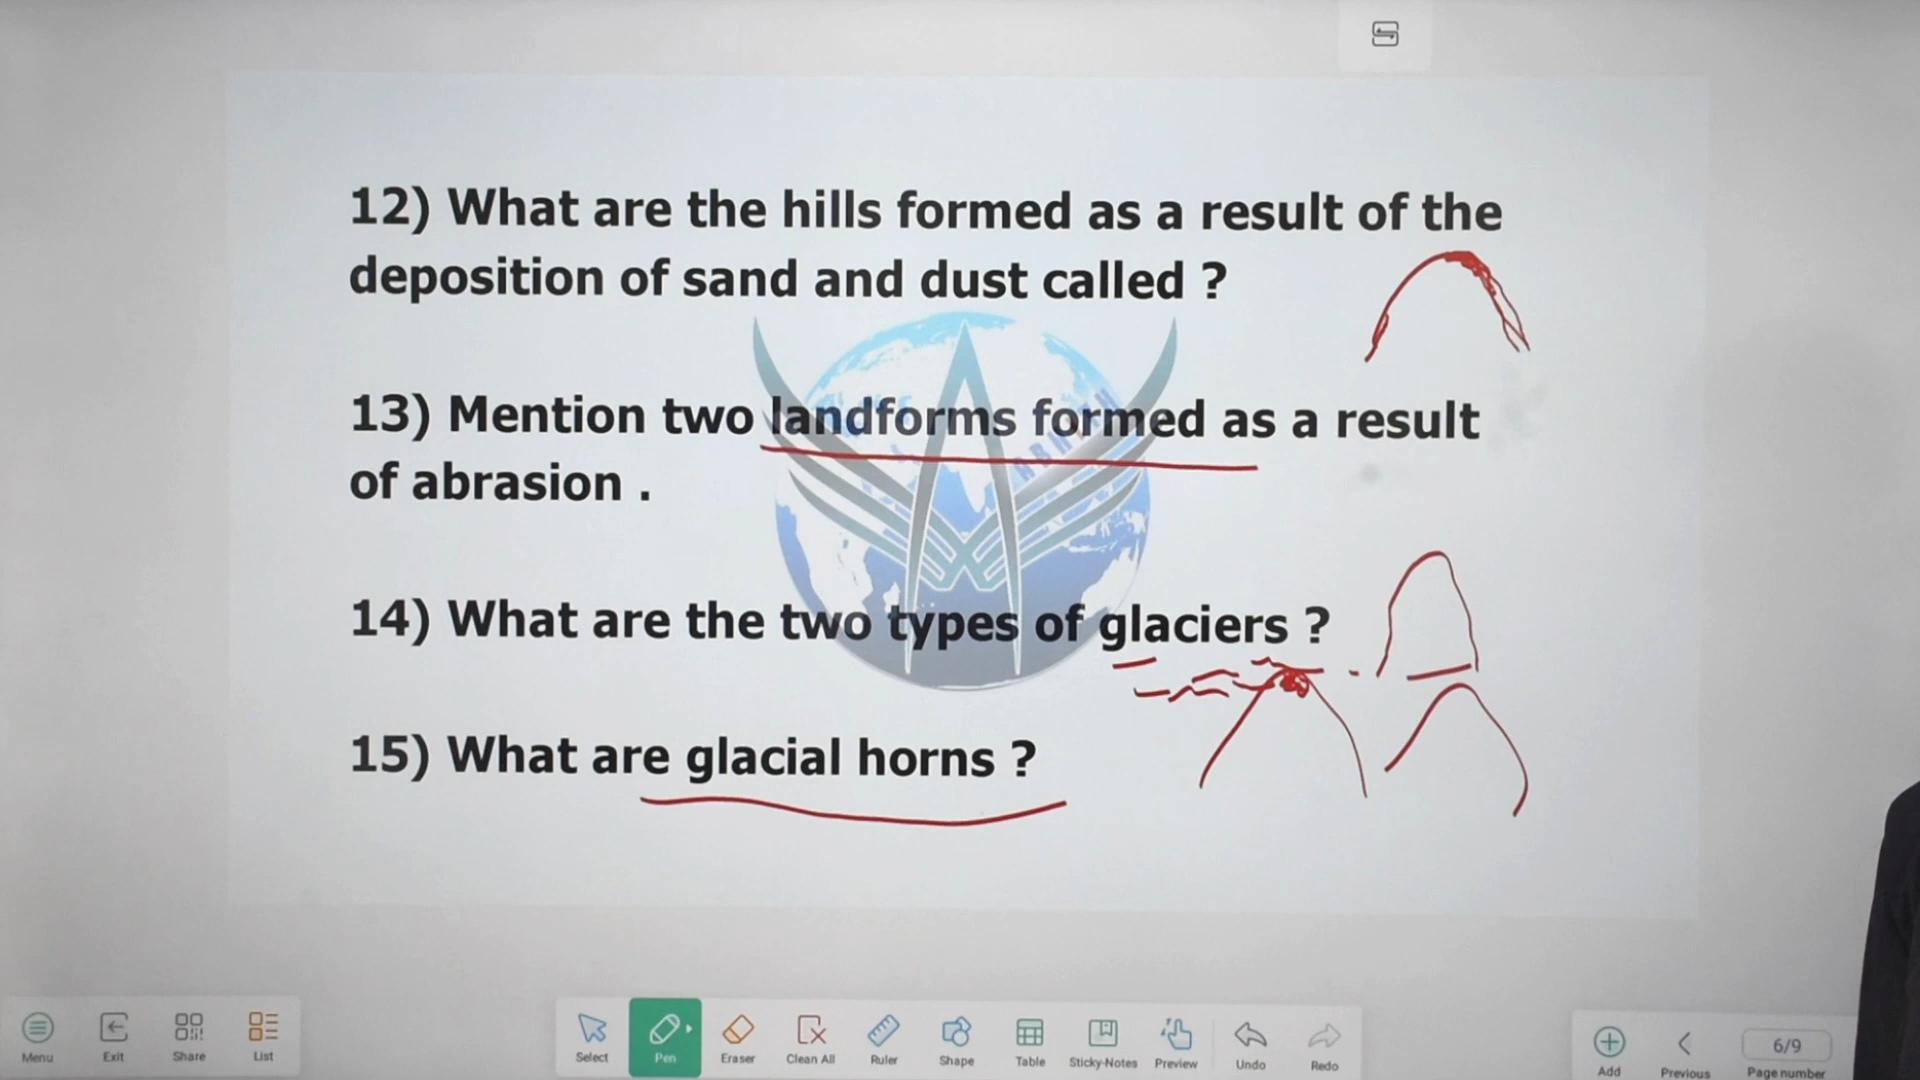 12) What are the hills formed as a result of the
deposition of sand and dust called ?
13) Mention two landforms formed as a result
of abrasion .
14) What are the two types of glaciers ?
15) What are glacial horns ?
Menu
Exit
Share
List
Select
Pen
Eraser
Clean All
Ruler
Shape
Table
Sticky-Notes
Preview
Undo
Redo
Add
Previous
6/9
Page number